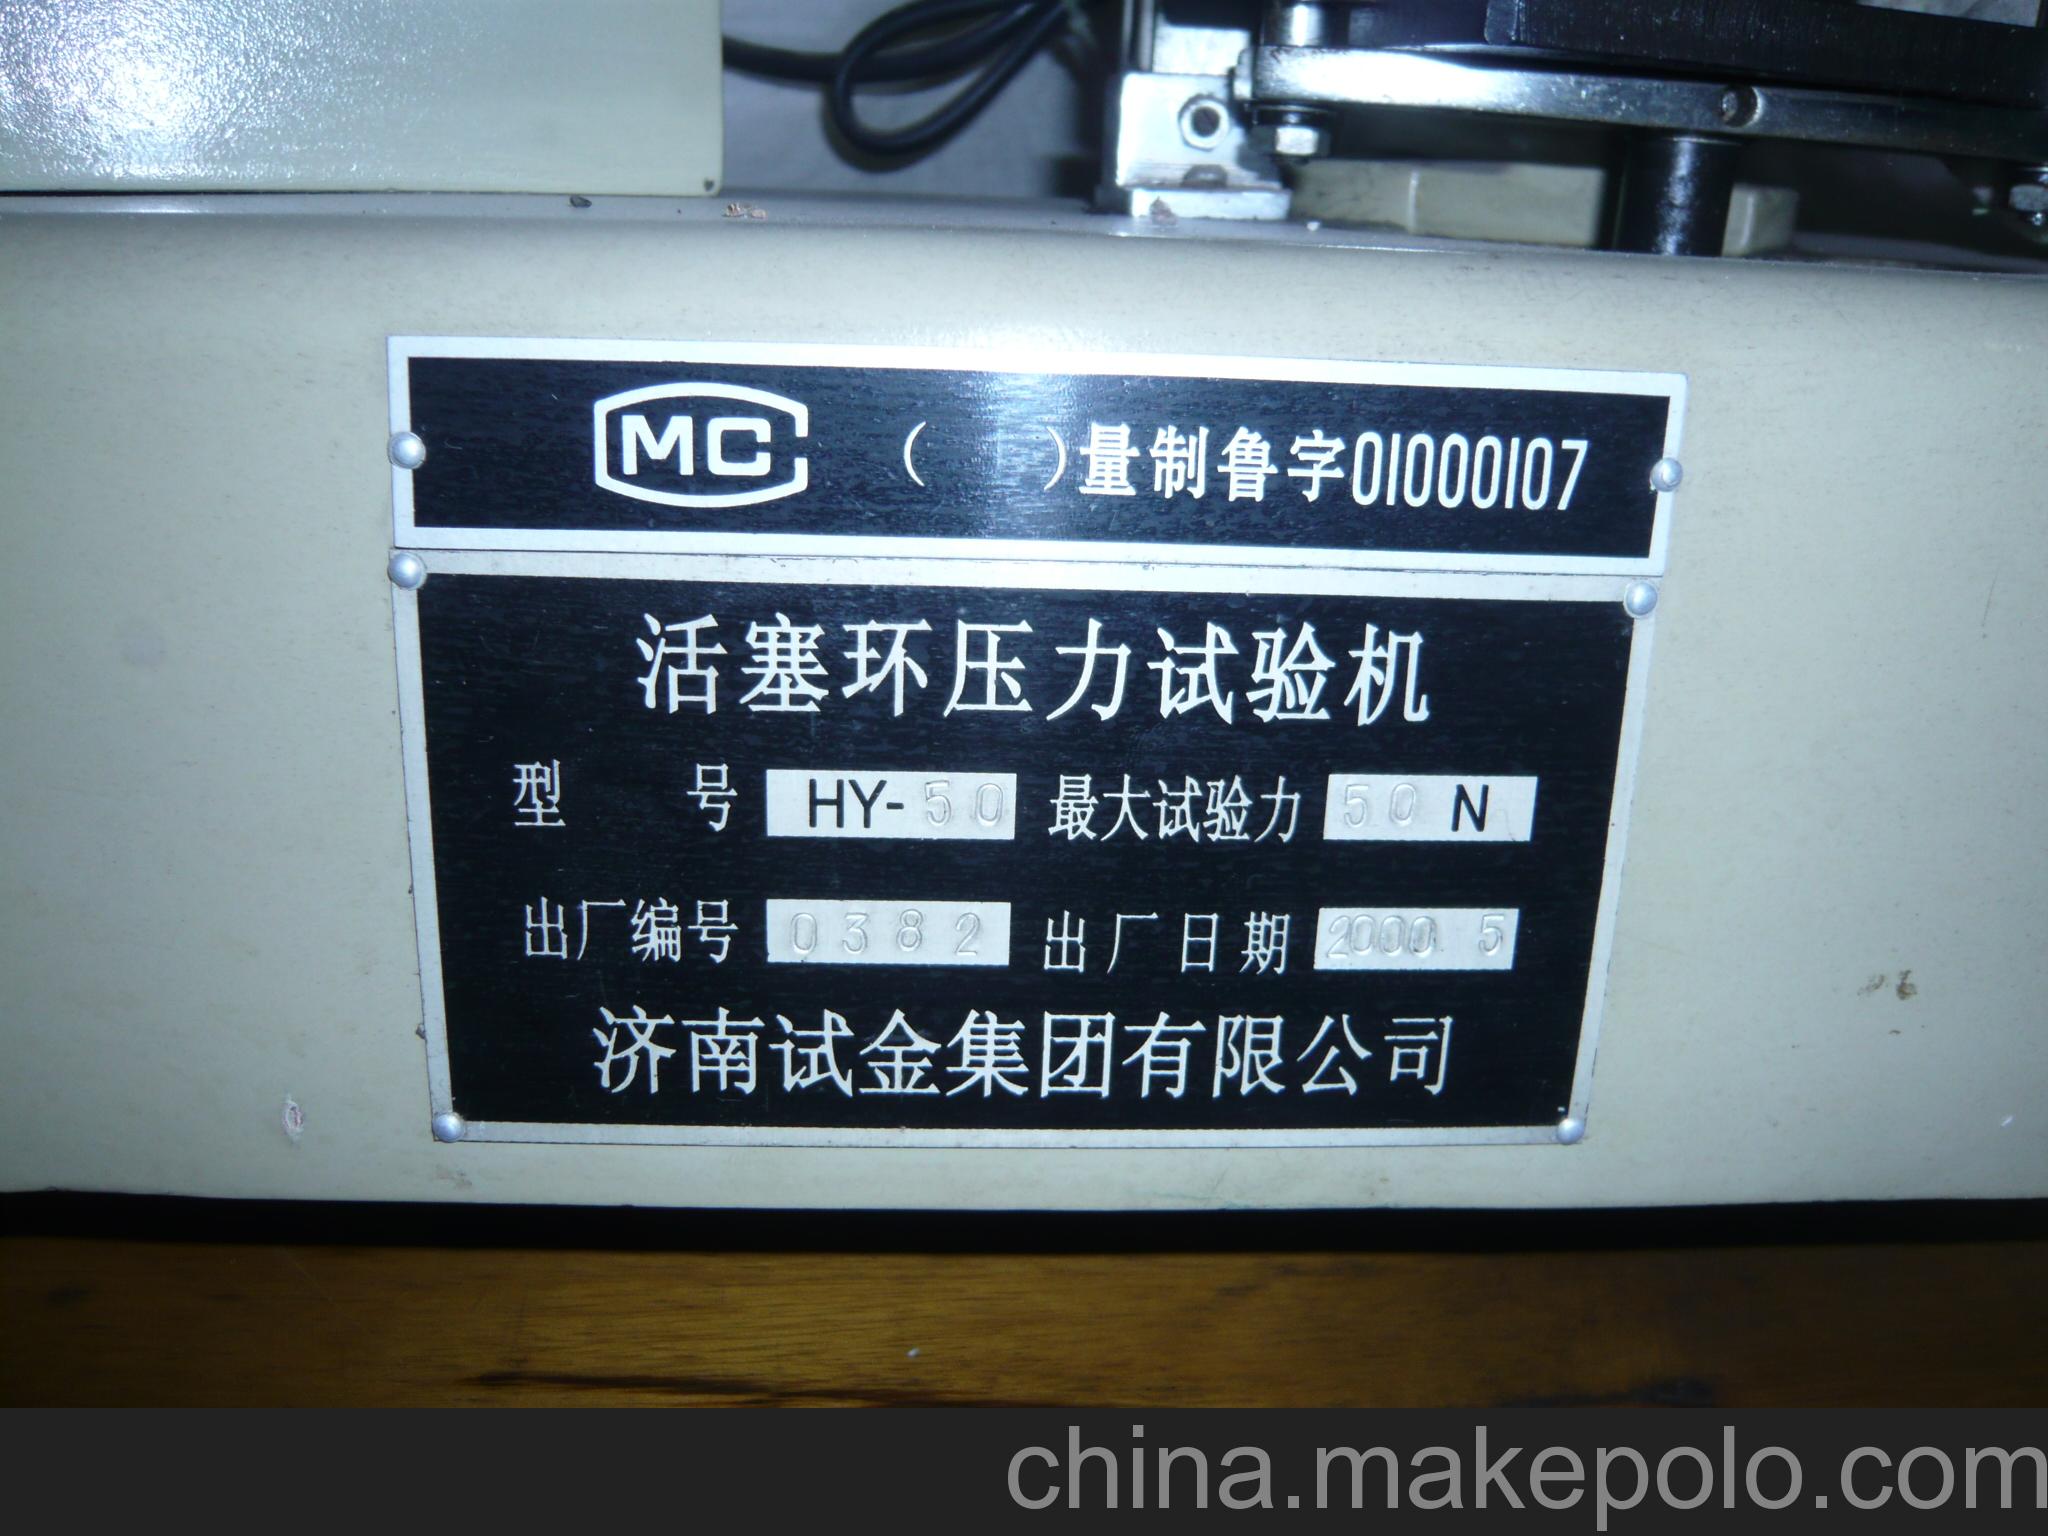 MC ( )量制鲁字01000107
活塞环压力试验机
型 号 HY-50 最大试验力 50 N
出厂编号 0382 出厂日期 2000.5
济南试金集团有限公司
china.makepolo.com